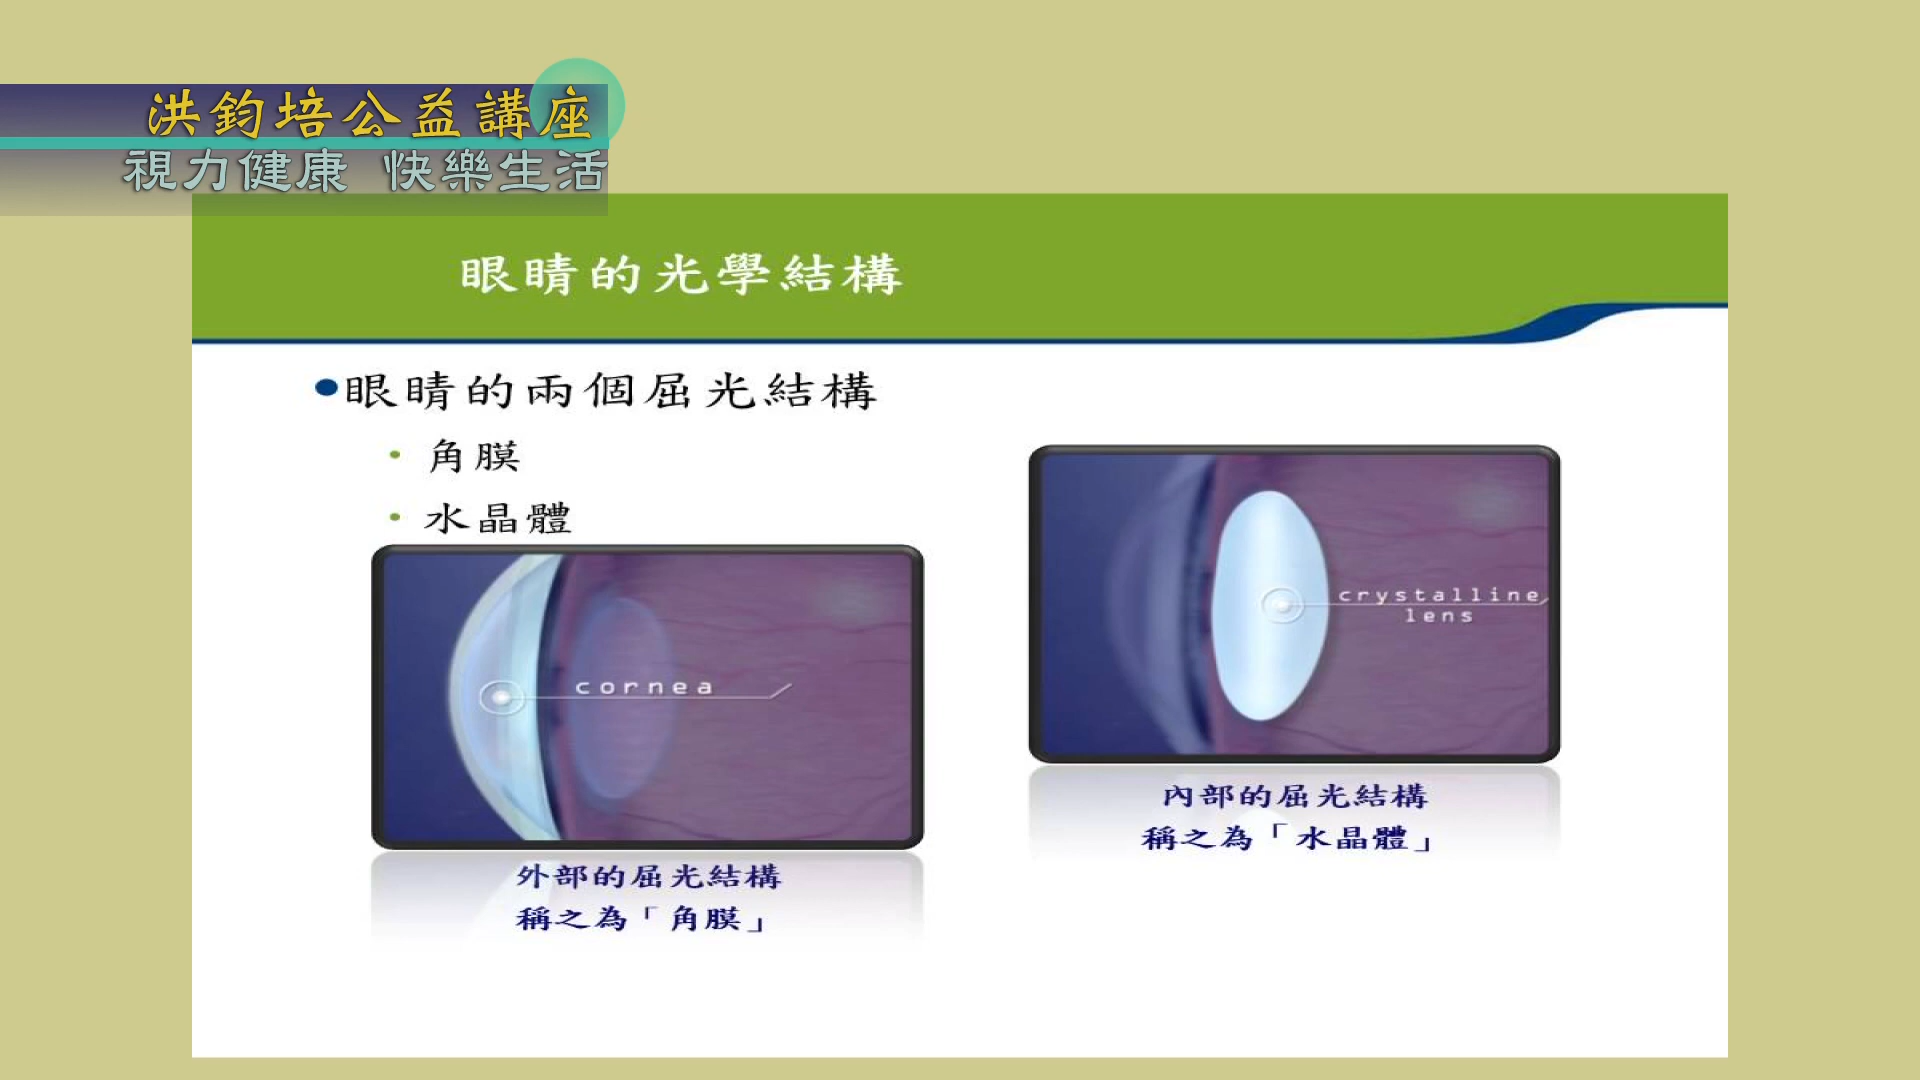 洪鈞培公益講座
視力健康 快樂生活
眼睛的光學結構
●眼睛的兩個屈光結構
• 角膜
• 水晶體
cornea
外部的屈光結構
稱之為「角膜」
crystalline
lens
內部的屈光結構
稱之為「水晶體」